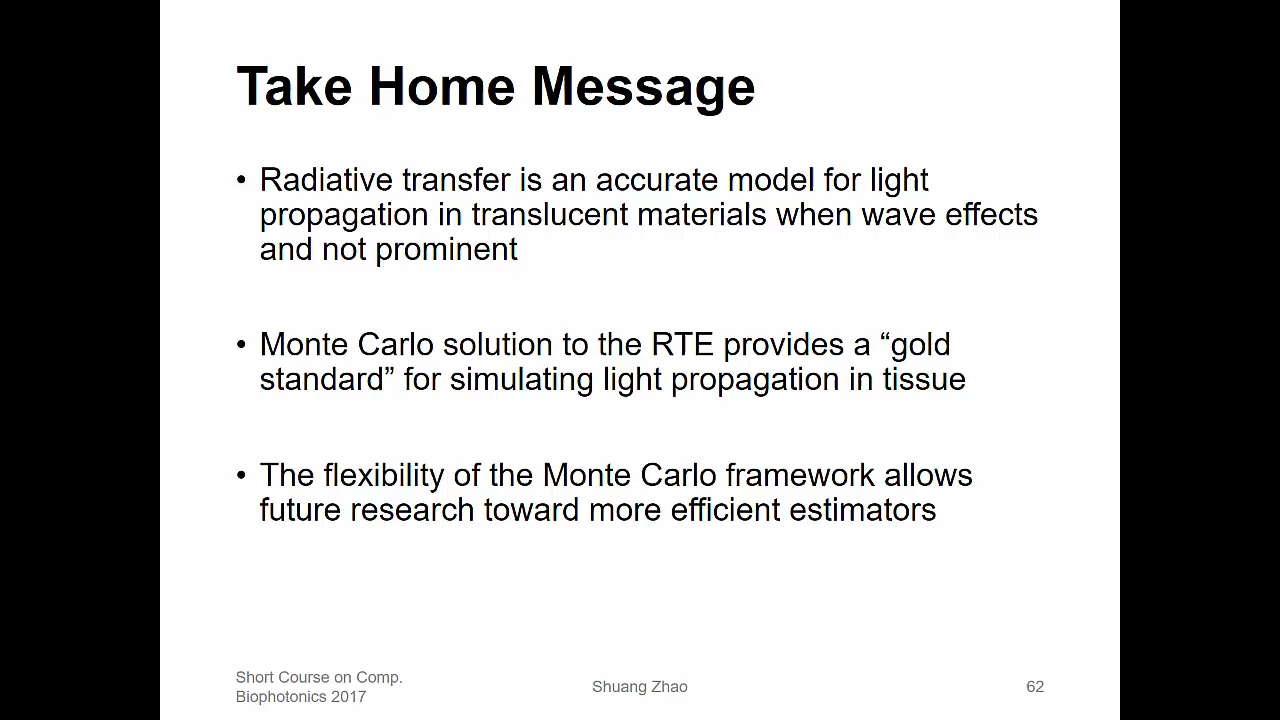 Take Home Message
• Radiative transfer is an accurate model for light
propagation in translucent materials when wave effects
and not prominent
• Monte Carlo solution to the RTE provides a “gold
standard” for simulating light propagation in tissue
• The flexibility of the Monte Carlo framework allows
future research toward more efficient estimators
Short Course on Comp.
Biophotonics 2017
Shuang Zhao
62